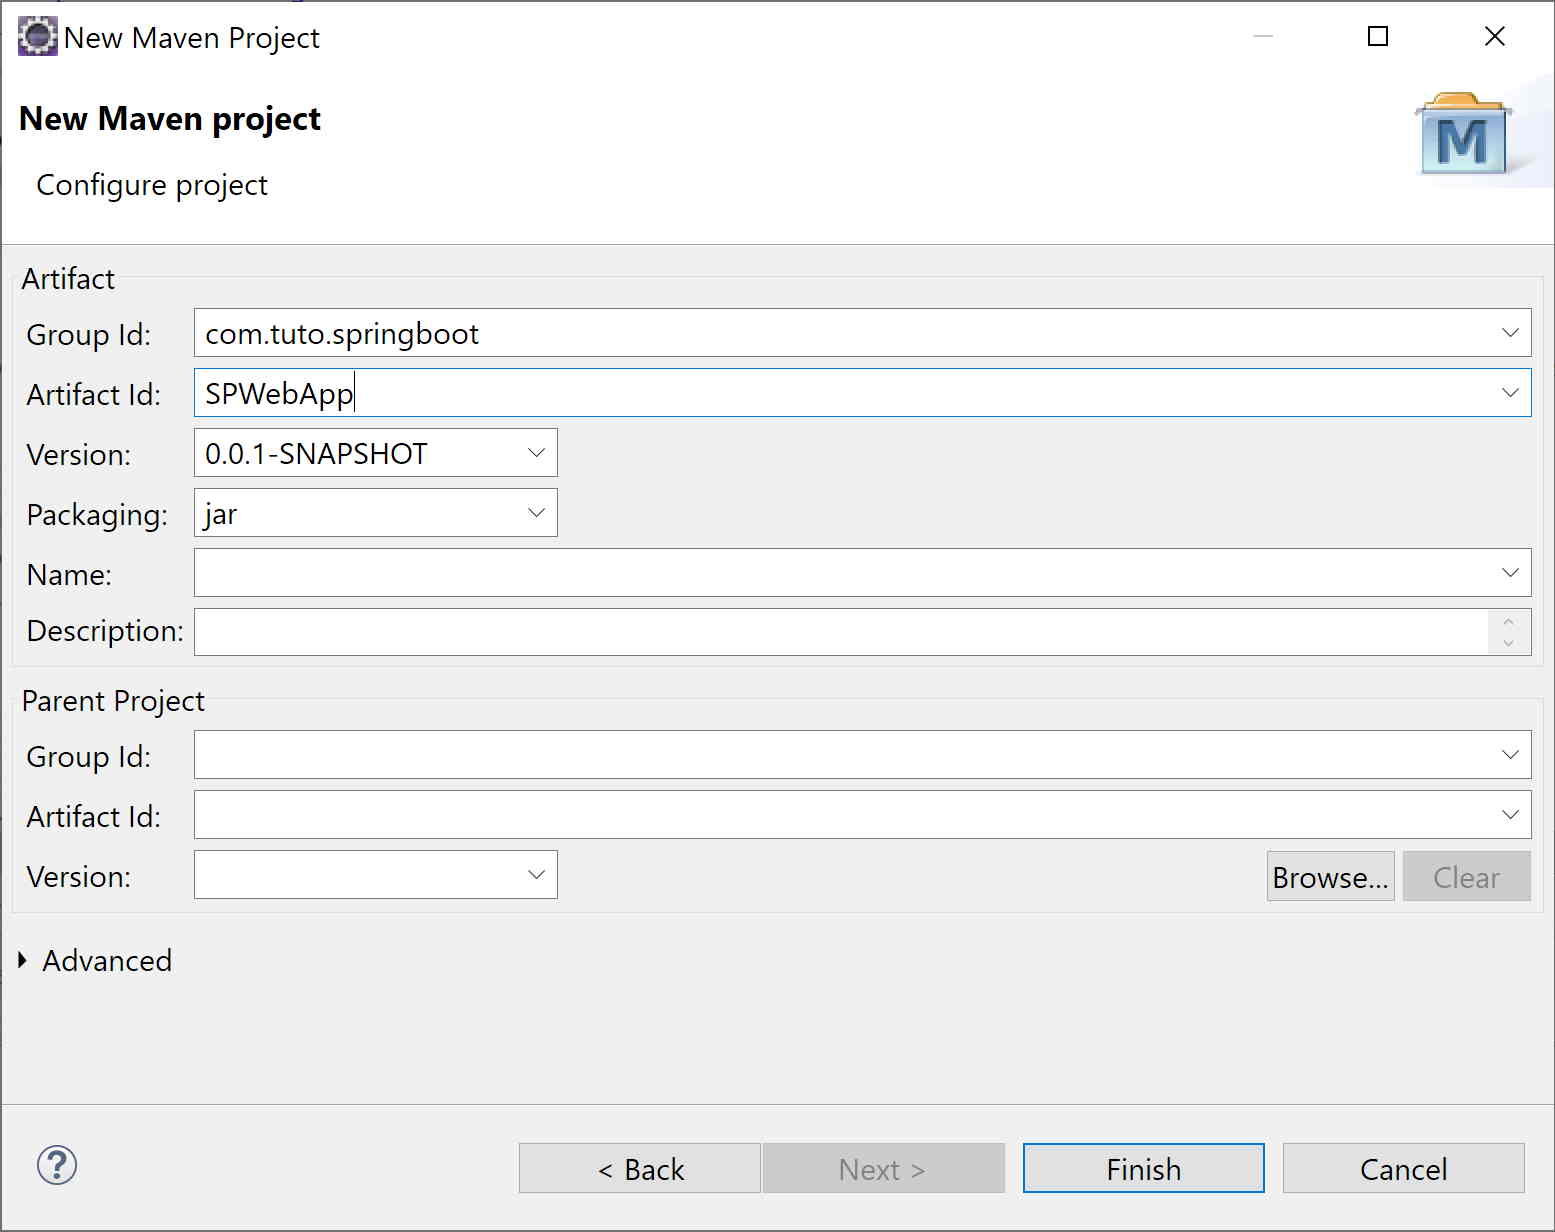 New Maven Project
New Maven project
Configure project
M
Artifact
Group Id: com.tuto.springboot
Artifact Id: SPWebApp
Version: 0.0.1-SNAPSHOT
Packaging: jar
Name:
Description:
Parent Project
Group Id:
Artifact Id:
Version:
Browse... Clear
Advanced
? < Back Next > Finish Cancel